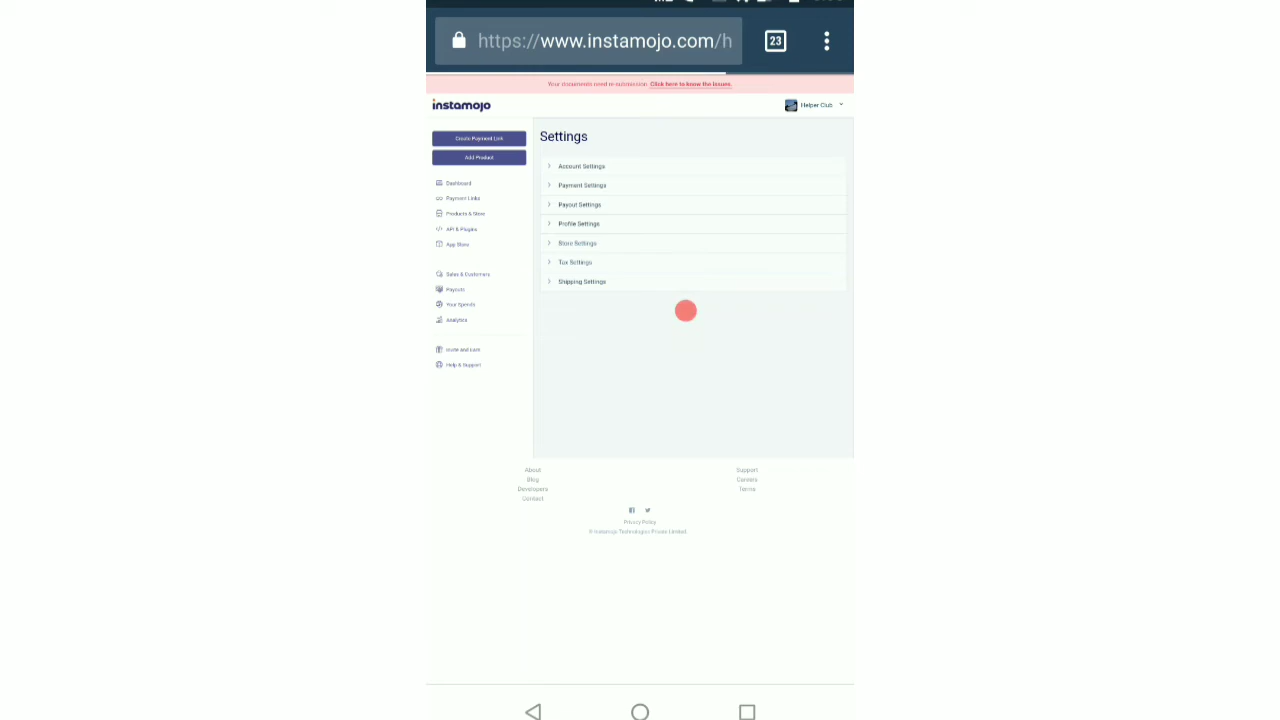 https://www.instamojo.com/h
23
Your documents need re-submission. Click here to know the issues.
instamojo
Helper Club
Create Payment Link
Add Product
Dashboard
Payment Links
Products & Store
API & Plugins
App Store
Sales & Customers
Payouts
Your Spends
Analytics
Invite and Earn
Help & Support
Settings
Account Settings
Payment Settings
Payout Settings
Profile Settings
Store Settings
Tax Settings
Shipping Settings
About
Blog
Developers
Contact
Support
Careers
Terms
Privacy Policy
© Instamojo Technologies Private Limited.